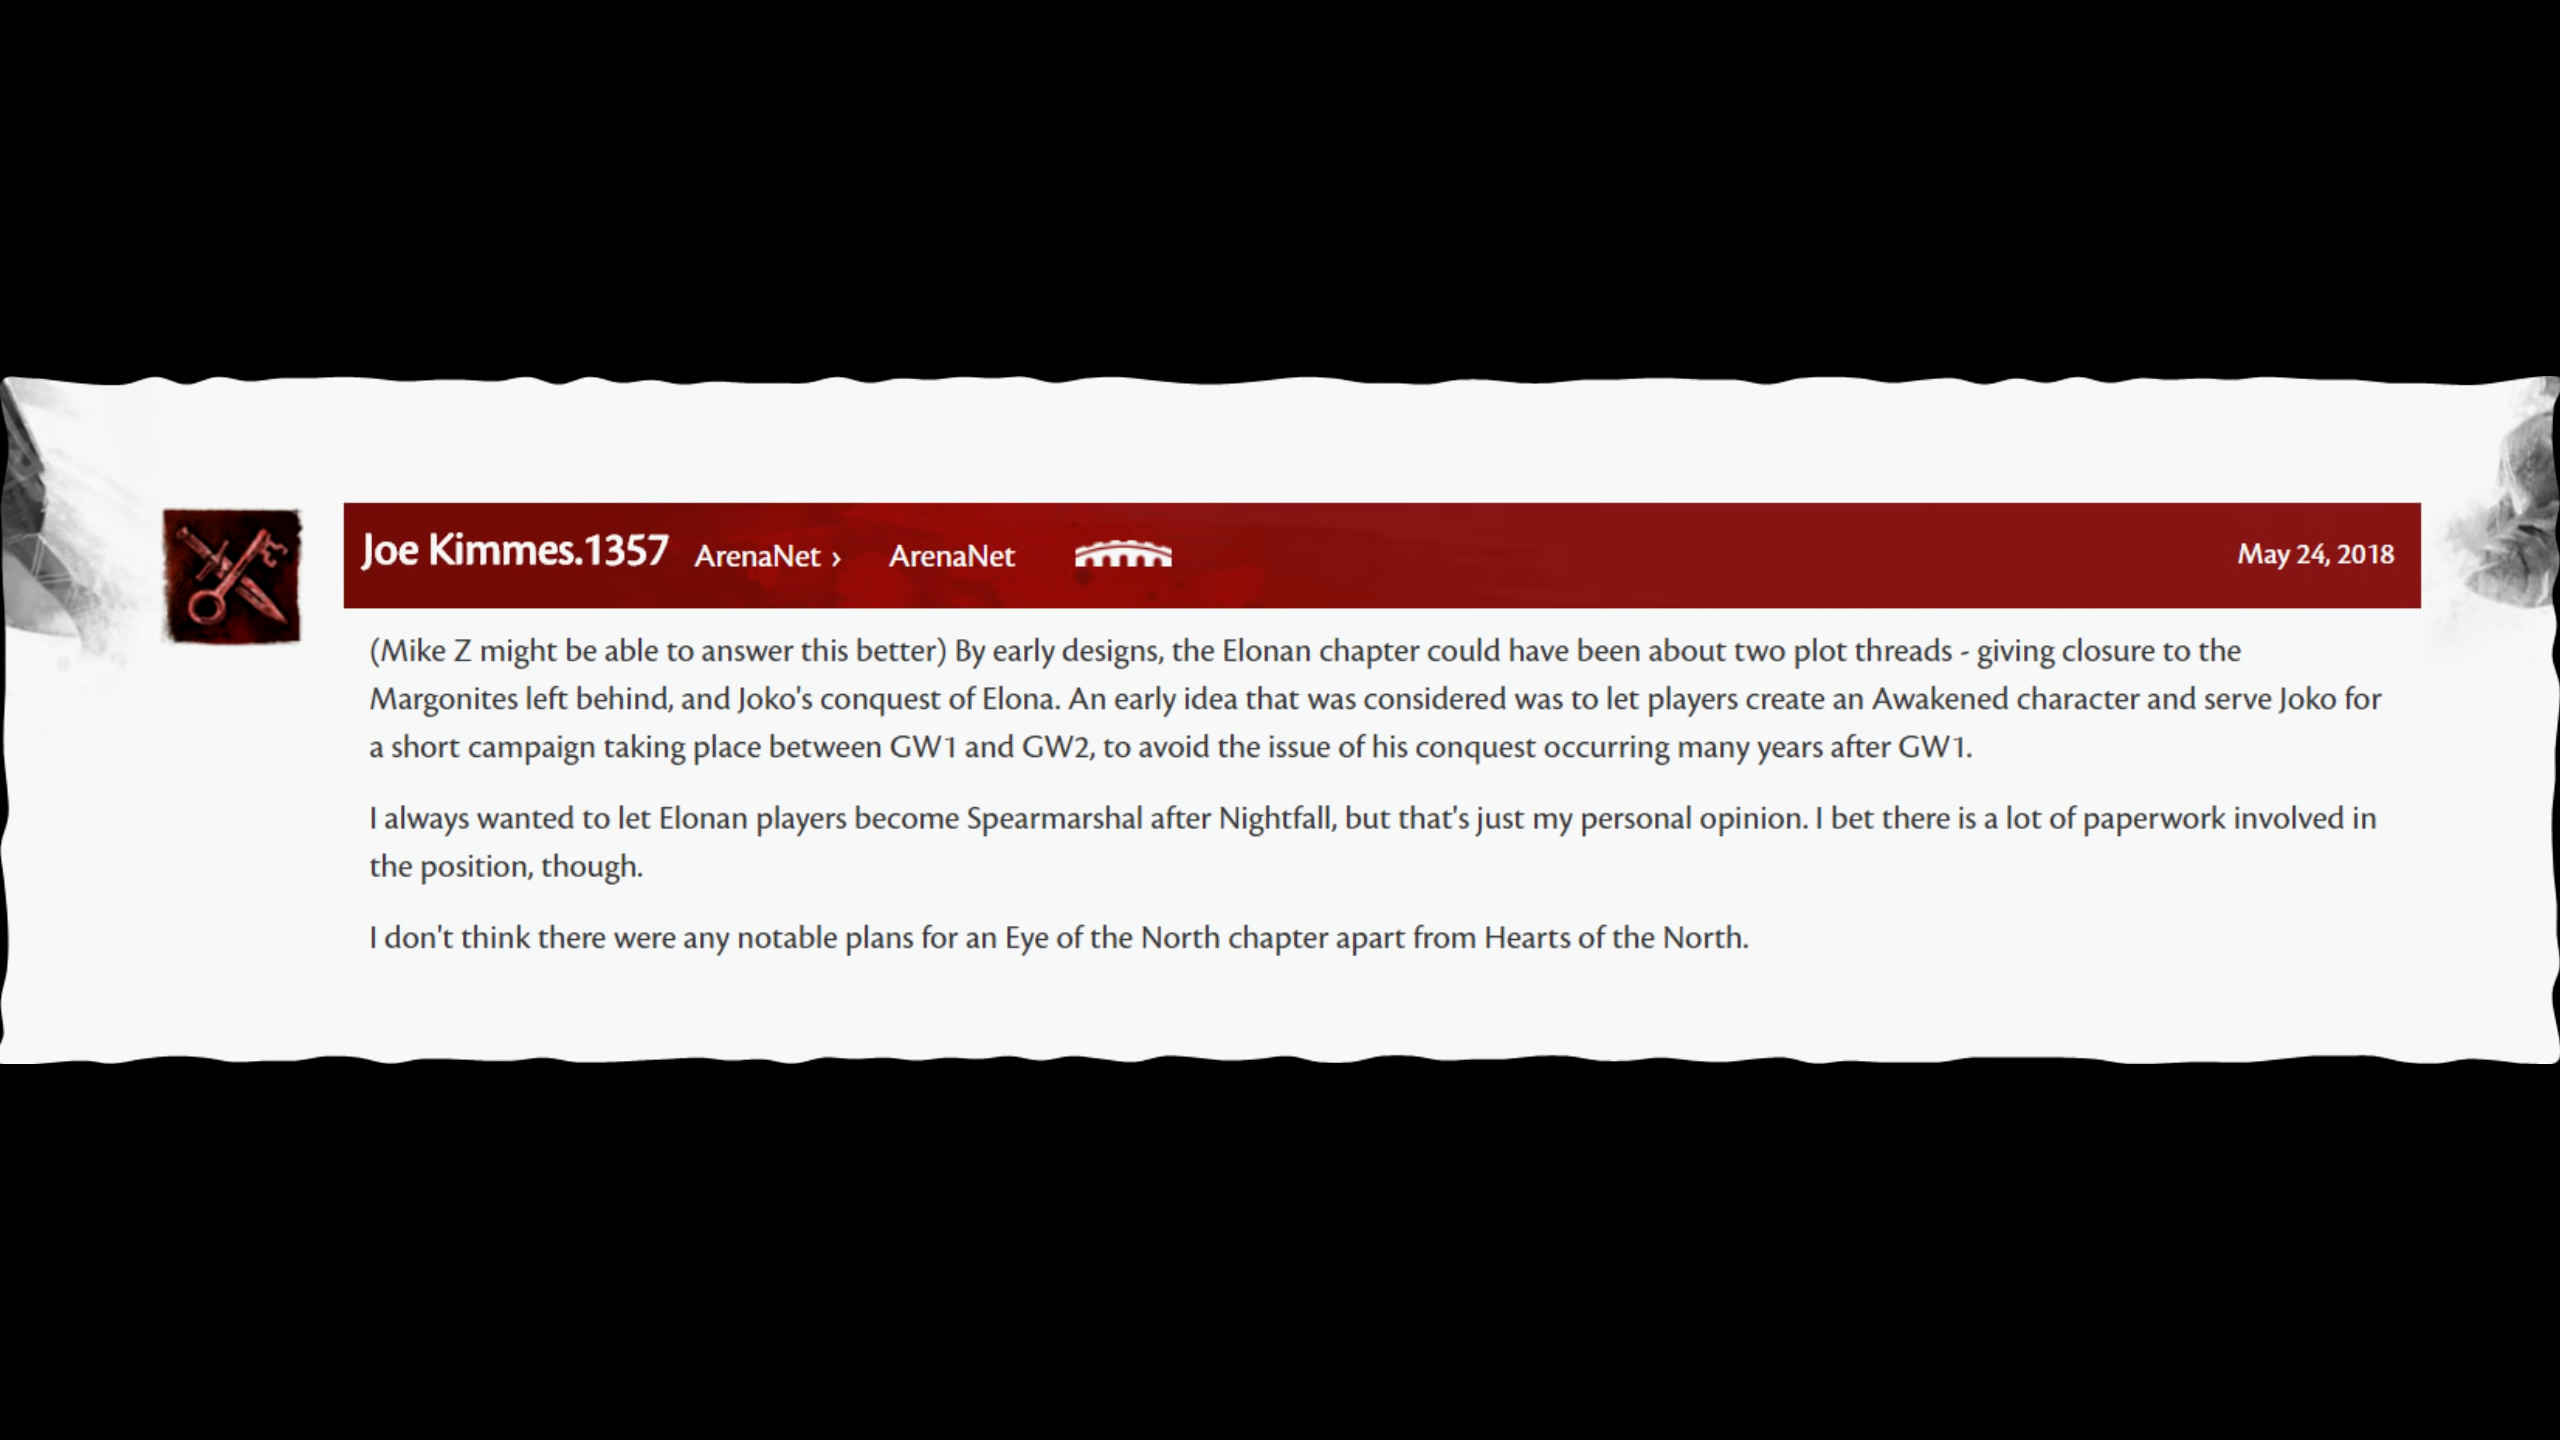 Joe Kimmes.1357 ArenaNet › ArenaNet May 24, 2018
(Mike Z might be able to answer this better) By early designs, the Elonan chapter could have been about two plot threads - giving closure to the
Margonites left behind, and Joko's conquest of Elona. An early idea that was considered was to let players create an Awakened character and serve Joko for
a short campaign taking place between GW1 and GW2, to avoid the issue of his conquest occurring many years after GW1.
I always wanted to let Elonan players become Spearmarshal after Nightfall, but that's just my personal opinion. I bet there is a lot of paperwork involved in
the position, though.
I don't think there were any notable plans for an Eye of the North chapter apart from Hearts of the North.